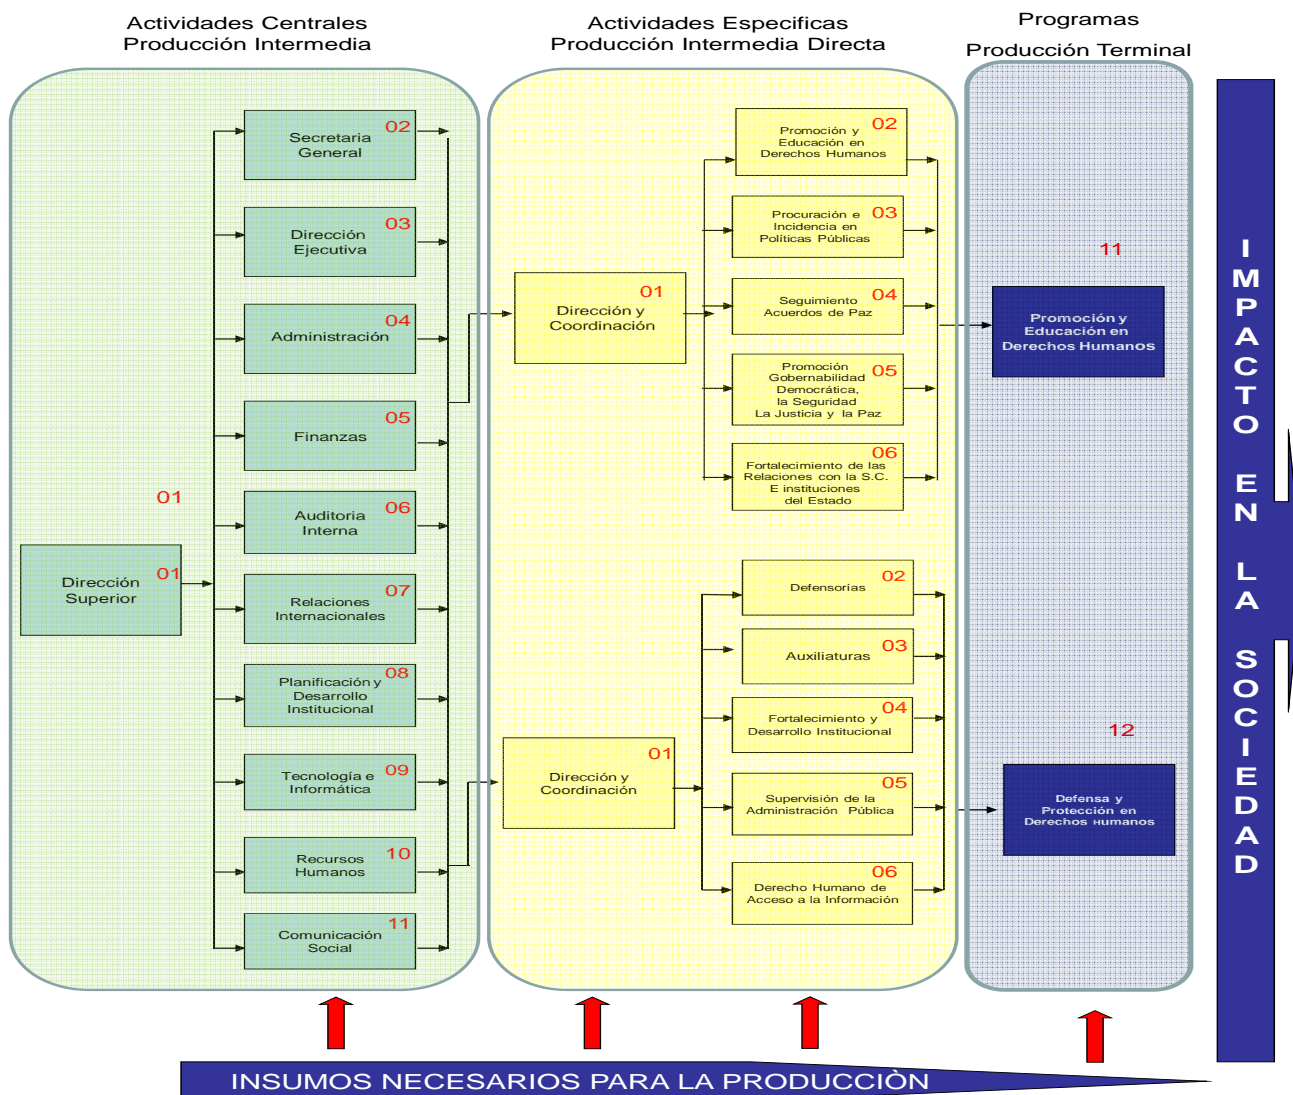 Actividades Centrales
Producción Intermedia
Actividades Especificas
Producción Intermedia Directa
Programas
Producción Terminal
01
Dirección
Superior
01
02
Secretaria
General
03
Dirección
Ejecutiva
04
Administración
05
Finanzas
06
Auditoria
Interna
07
Relaciones
Internacionales
08
Planificación y
Desarrollo
Institucional
09
Tecnología e
Informática
10
Recursos
Humanos
11
Comunicación
Social
01
Dirección y
Coordinación
02
Promoción y
Educación en
Derechos Humanos
03
Procuración e
Incidencia en
Políticas Públicas
04
Seguimiento
Acuerdos de Paz
05
Promoción
Gobernabilidad
Democrática,
la Seguridad
La Justicia y la Paz
06
Fortalecimiento de las
Relaciones con la S.C.
E instituciones
del Estado
01
Dirección y
Coordinación
02
Defensorías
03
Auxiliaturas
04
Fortalecimiento y
Desarrollo Institucional
05
Supervisión de la
Administración Pública
06
Derecho Humano de
Acceso a la Información
11
Promoción y
Educación en
Derechos Humanos
12
Defensa y
Protección en
Derechos Humanos
IMPACTO EN LA SOCIEDAD
INSUMOS NECESARIOS PARA LA PRODUCCIÒN